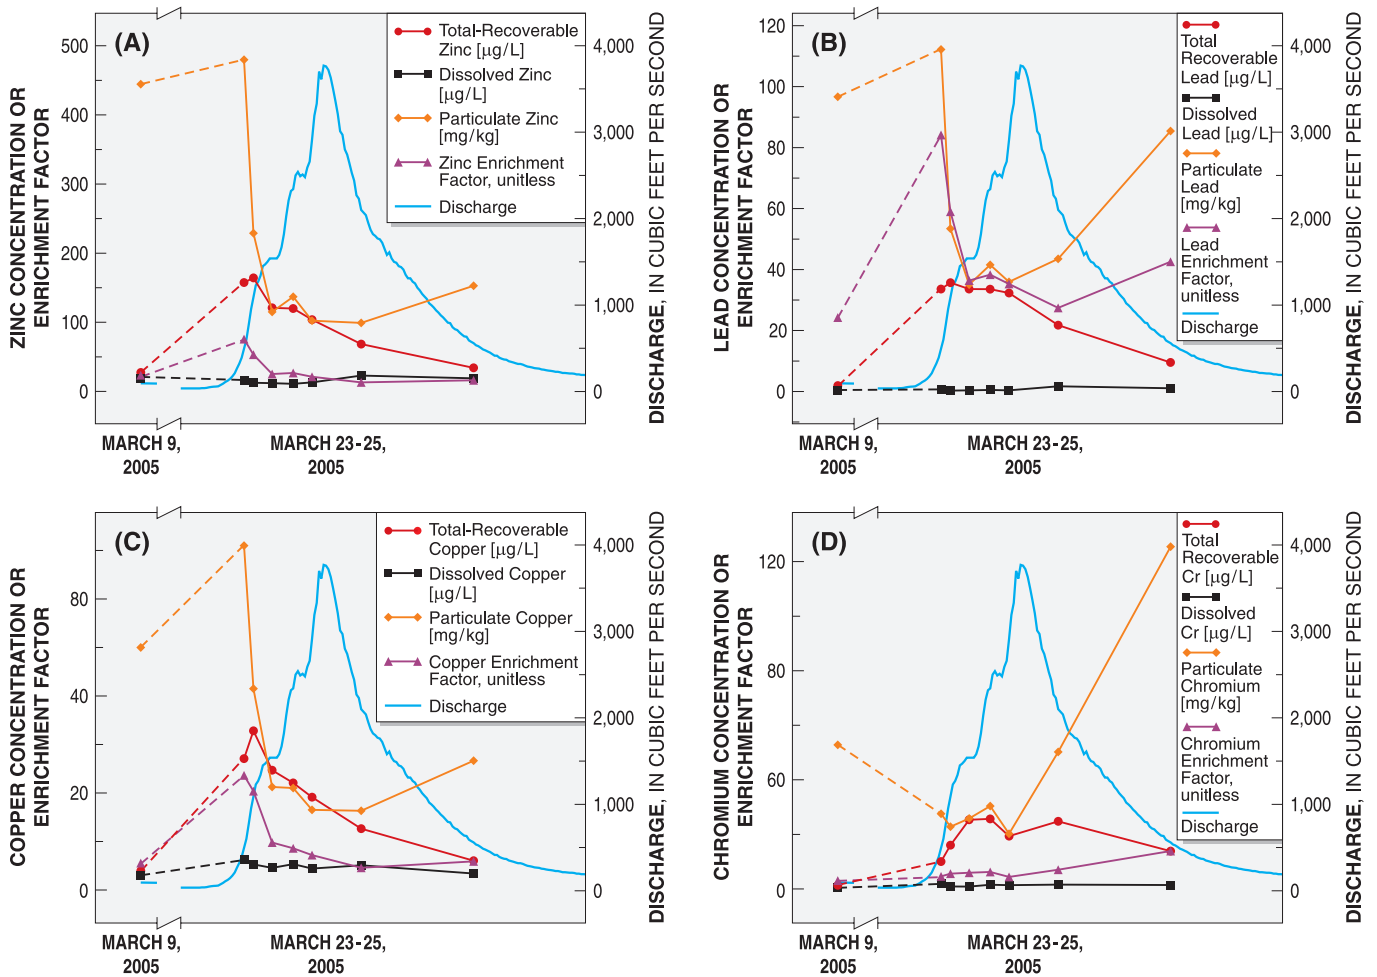 (A)
ZINC CONCENTRATION OR
ENRICHMENT FACTOR
500
400
300
200
100
0
Total-Recoverable
Zinc [µg/L]
Dissolved Zinc
[µg/L]
Particulate Zinc
[mg/kg]
Zinc Enrichment
Factor, unitless
Discharge
4,000
3,000
2,000
1,000
0
DISCHARGE, IN CUBIC FEET PER SECOND
MARCH 9,
2005
MARCH 23-25,
2005
(B)
LEAD CONCENTRATION OR
ENRICHMENT FACTOR
120
100
80
60
40
20
0
Total
Recoverable
Lead [µg/L]
Dissolved
Lead [µg/L]
Particulate
Lead
[mg/kg]
Lead
Enrichment
Factor,
unitless
Discharge
4,000
3,000
2,000
1,000
0
DISCHARGE, IN CUBIC FEET PER SECOND
MARCH 9,
2005
MARCH 23-25,
2005
(C)
COPPER CONCENTRATION OR
ENRICHMENT FACTOR
80
40
20
0
Total-Recoverable
Copper [µg/L]
Dissolved Copper
[µg/L]
Particulate Copper
[mg/kg]
Copper Enrichment
Factor, unitless
Discharge
4,000
3,000
2,000
1,000
0
DISCHARGE, IN CUBIC FEET PER SECOND
MARCH 9,
2005
MARCH 23-25,
2005
(D)
CHROMIUM CONCENTRATION OR
ENRICHMENT FACTOR
120
80
60
20
0
Total
Recoverable
Cr [µg/L]
Dissolved
Cr [µg/L]
Particulate
Chromium
[mg/kg]
Chromium
Enrichment
Factor,
unitless
Discharge
4,000
3,000
2,000
1,000
0
DISCHARGE, IN CUBIC FEET PER SECOND
MARCH 9,
2005
MARCH 23-25,
2005